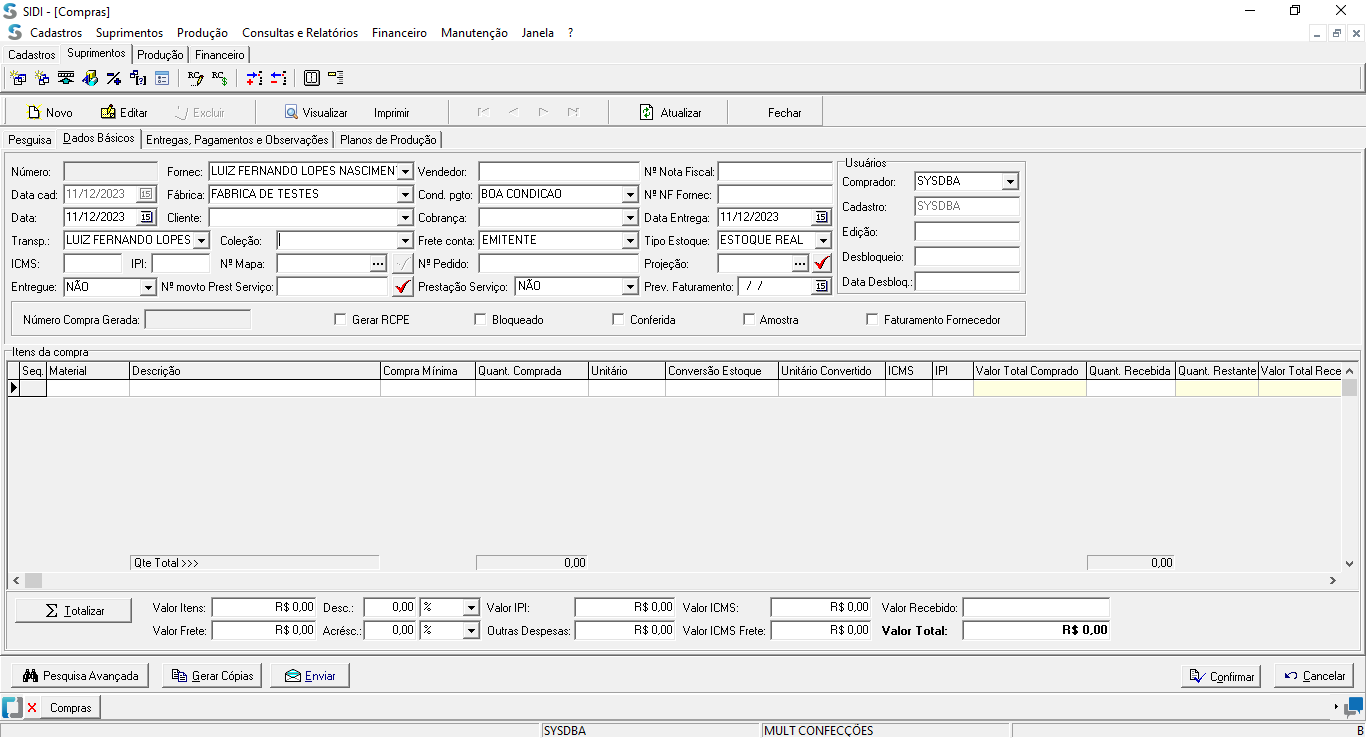 SIDI - [Compras]
Cadastros Suprimentos Produção Consultas e Relatórios Financeiro Manutenção Janela ?
Cadastros Suprimentos Produção Financeiro
Novo Editar Excluir Visualizar Imprimir Atualizar Fechar
Pesquisa Dados Básicos Entregas, Pagamentos e Observações Planos de Produção
Usuários
Número: Fornec: LUIZ FERNANDO LOPES NASCIMEN Vendedor: Nº Nota Fiscal:
Comprador: SYSDBA
Data cad: 11/12/2023 15 Fábrica: FABRICA DE TESTES Cond. pgto: BOA CONDICAO Nº NF Fornec:
Cadastro: SYSDBA
Data: 11/12/2023 15 Cliente: Cobrança: Data Entrega: 11/12/2023 15
Edição:
Transp.: LUIZ FERNANDO LOPES Coleção: Frete conta: EMITENTE Tipo Estoque: ESTOQUE REAL
Desbloqueio:
ICMS: IPI: Nº Mapa: ... Nº Pedido: Projeção: ...
Data Desbloq.:
Entregue: NÃO Nº movto Prest Serviço: Prestação Serviço: NÃO Prev. Faturamento: / / 15
Número Compra Gerada: Gerar RCPE Bloqueado Conferida Amostra Faturamento Fornecedor
Itens da compra
Seq. Material Descrição Compra Mínima Quant. Comprada Unitário Conversão Estoque Unitário Convertido ICMS IPI Valor Total Comprado Quant. Recebida Quant. Restante Valor Total Rece
Qte Total >>> 0,00 0,00
Σ Totalizar Valor Itens: R$ 0,00 Desc.: 0,00 % Valor IPI: R$ 0,00 Valor ICMS: R$ 0,00 Valor Recebido:
Valor Frete: R$ 0,00 Acrésc.: 0,00 % Outras Despesas: R$ 0,00 Valor ICMS Frete: R$ 0,00 Valor Total: R$ 0,00
Pesquisa Avançada Gerar Cópias Enviar Confirmar Cancelar
Compras
SYSDBA MULT CONFECÇÕES B